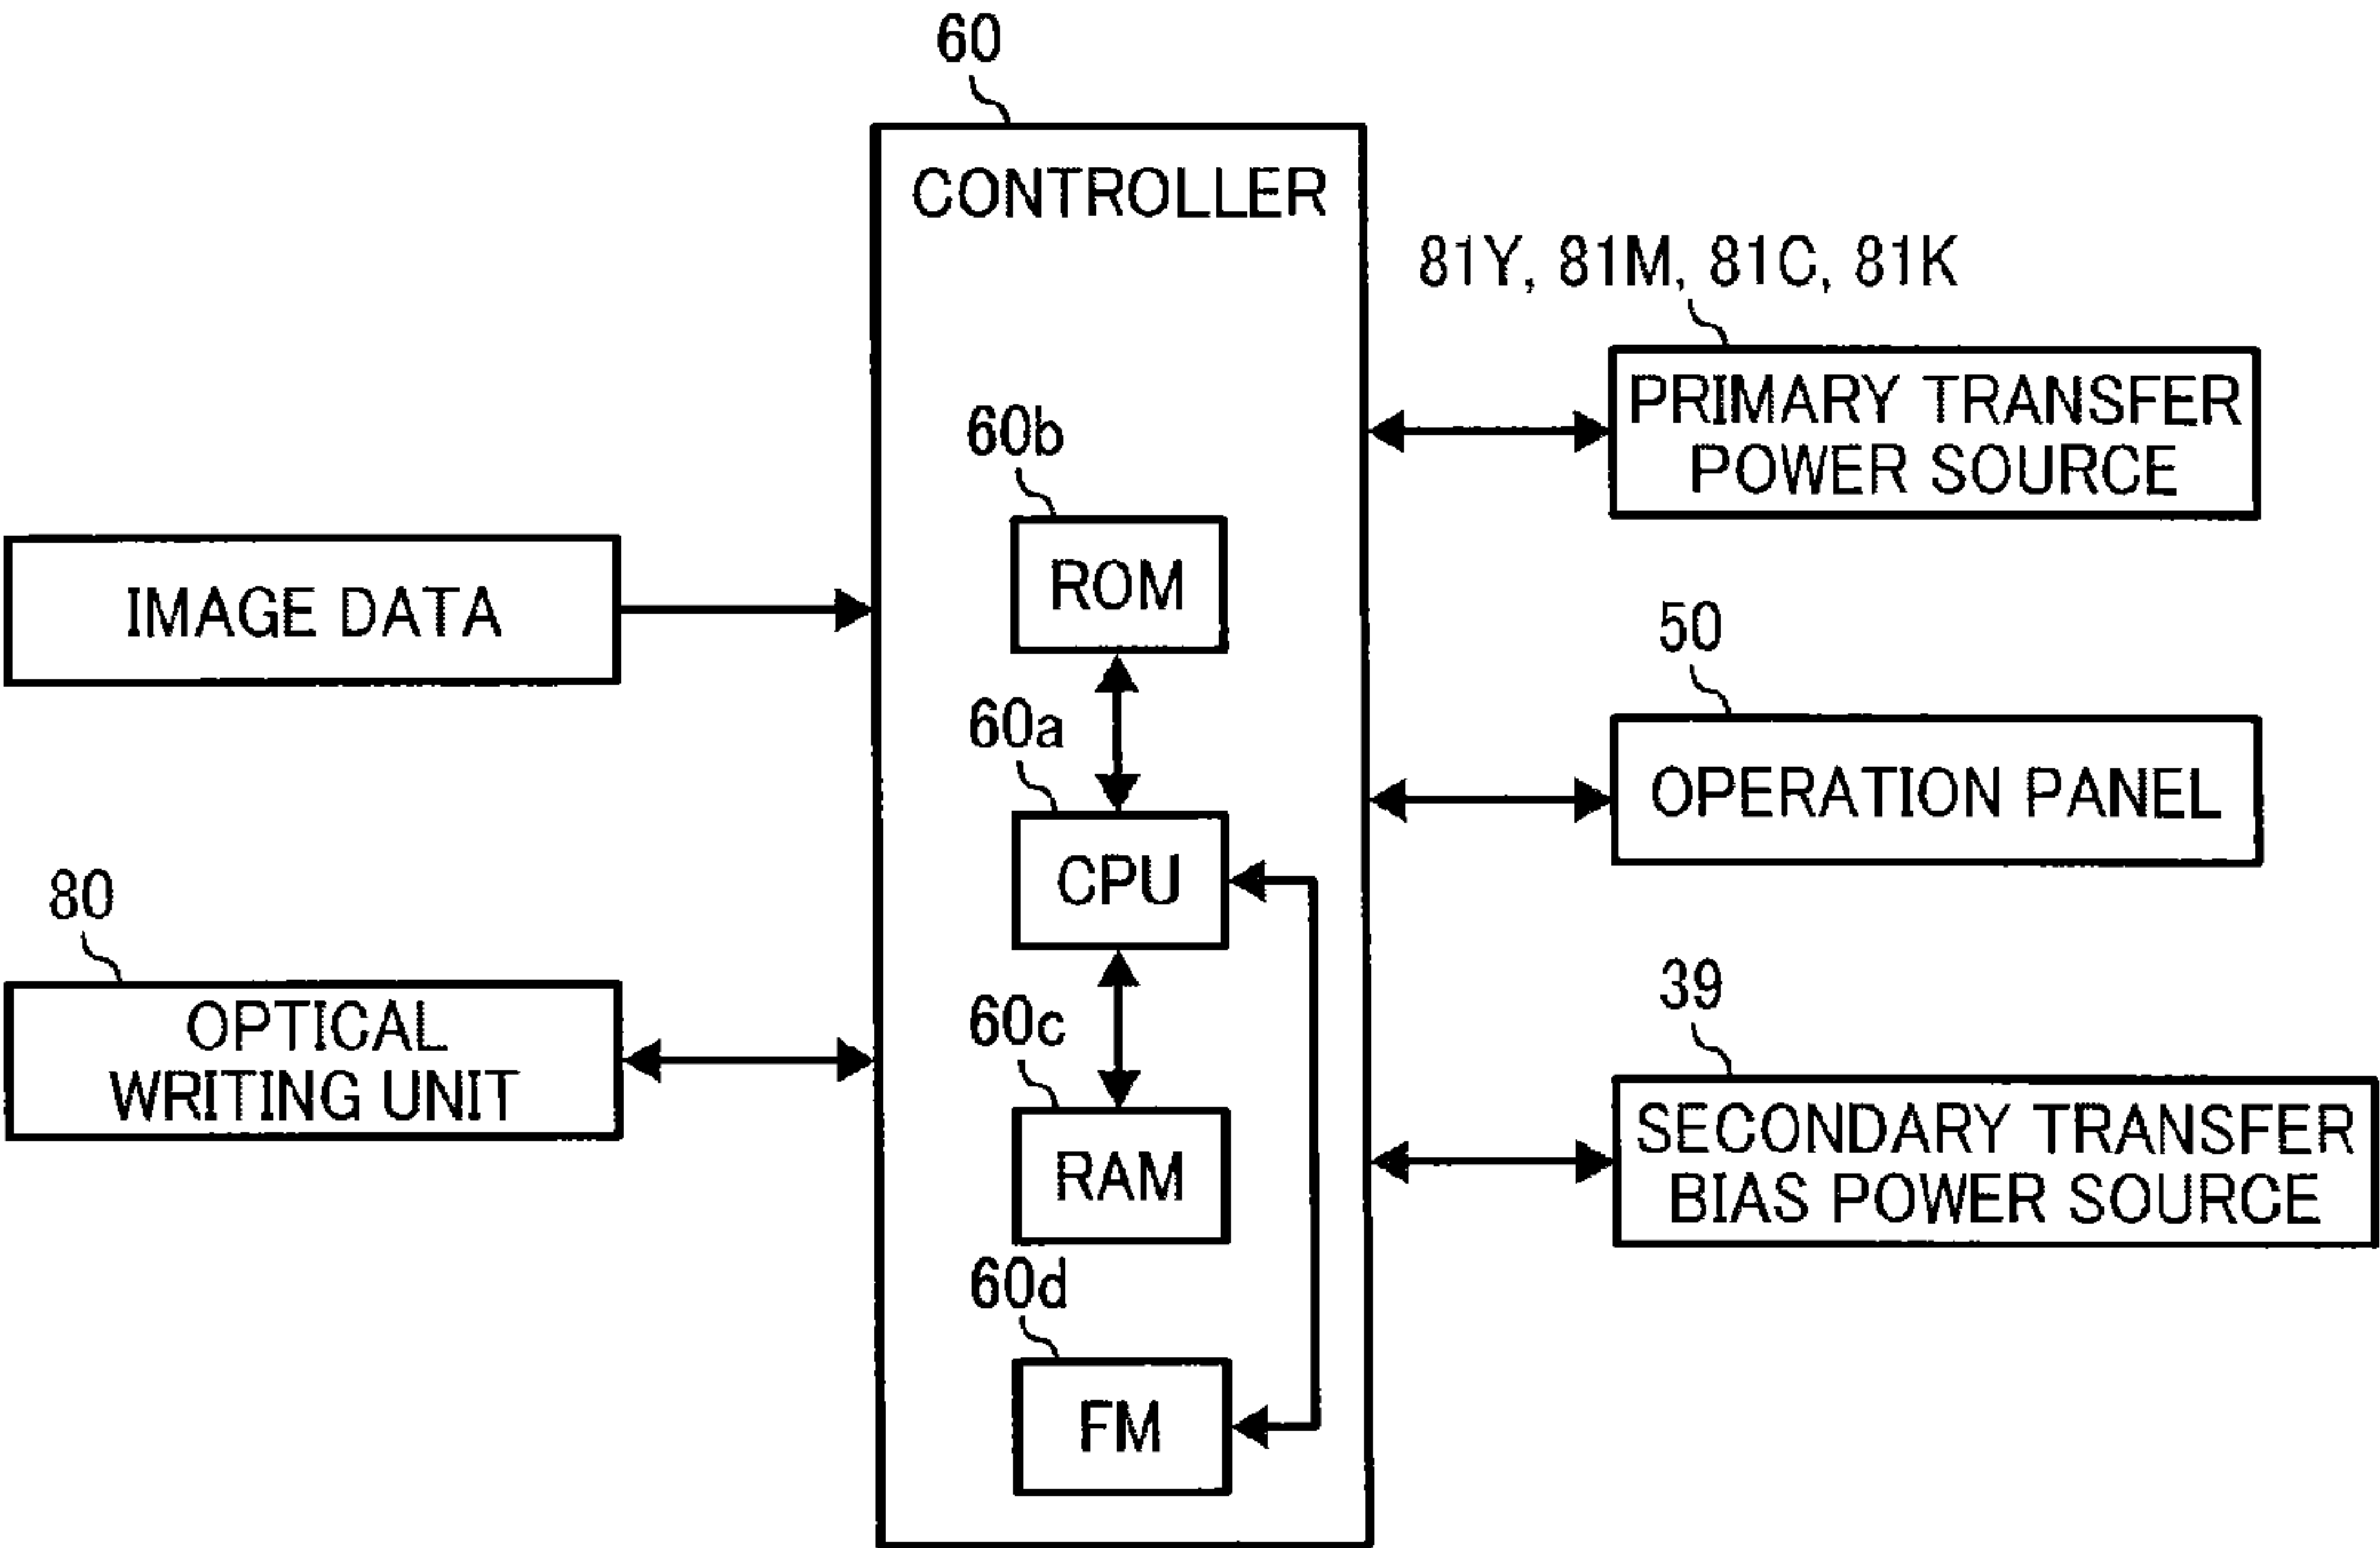 60
CONTROLLER
81Y, 81M, 81C, 81K
PRIMARY TRANSFER
POWER SOURCE
60b
ROM
IMAGE DATA
50
OPERATION PANEL
60a
CPU
80
OPTICAL
WRITING UNIT
39
SECONDARY TRANSFER
BIAS POWER SOURCE
60c
RAM
60d
FM